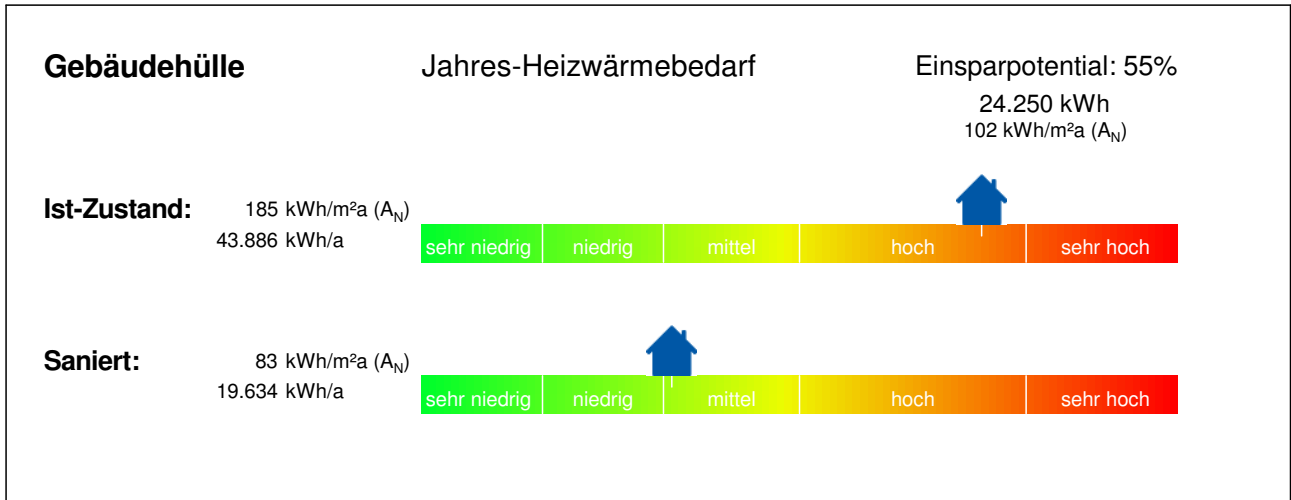 Gebäudehülle Jahres-Heizwärmebedarf Einsparpotential: 55%
24.250 kWh
102 kWh/m²a (A_N)
Ist-Zustand: 185 kWh/m²a (A_N)
43.886 kWh/a
sehr niedrig niedrig mittel hoch sehr hoch
Saniert: 83 kWh/m²a (A_N)
19.634 kWh/a
sehr niedrig niedrig mittel hoch sehr hoch